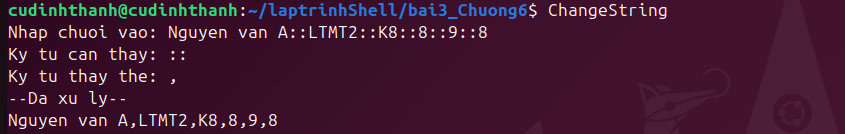 cudinhthanh@cudinhthanh:~/laptrinhShell/bai3_Chuong6$ ChangeString
Nhap chuoi vao: Nguyen van A::LTMT2::K8::8::9::8
Ky tu can thay: ::
Ky tu thay the: ,
--Da xu ly--
Nguyen van A,LTMT2,K8,8,9,8